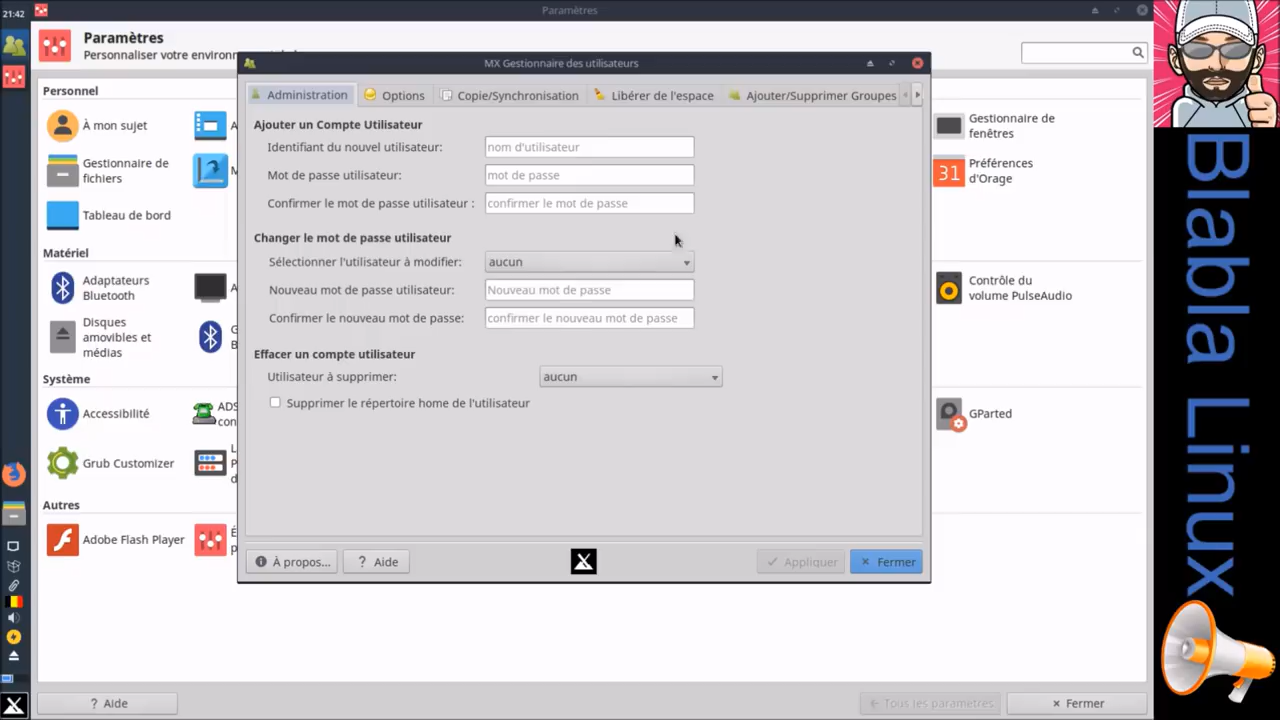 21:42
Paramètres
Paramètres
Personnaliser votre environ
MX Gestionnaire des utilisateurs
Administration
Options
Copie/Synchronisation
Libérer de l'espace
Ajouter/Supprimer Groupes
Personnel
À mon sujet
Gestionnaire de
fichiers
Tableau de bord
Matériel
Adaptateurs
Bluetooth
Disques
amovibles et
médias
Système
Accessibilité
ADS
con
Grub Customizer
Autres
Adobe Flash Player
Ajouter un Compte Utilisateur
Identifiant du nouvel utilisateur:
nom d'utilisateur
Mot de passe utilisateur:
mot de passe
Confirmer le mot de passe utilisateur :
confirmer le mot de passe
Changer le mot de passe utilisateur
Sélectionner l'utilisateur à modifier:
aucun
Nouveau mot de passe utilisateur:
Nouveau mot de passe
Confirmer le nouveau mot de passe:
confirmer le nouveau mot de passe
Effacer un compte utilisateur
Utilisateur à supprimer:
aucun
Supprimer le répertoire home de l'utilisateur
À propos...
? Aide
Appliquer
Fermer
Gestionnaire de
fenêtres
31
Préférences
d'Orage
Contrôle du
volume PulseAudio
GParted
? Aide
Tous les paramètres
Fermer
Blabla Linux